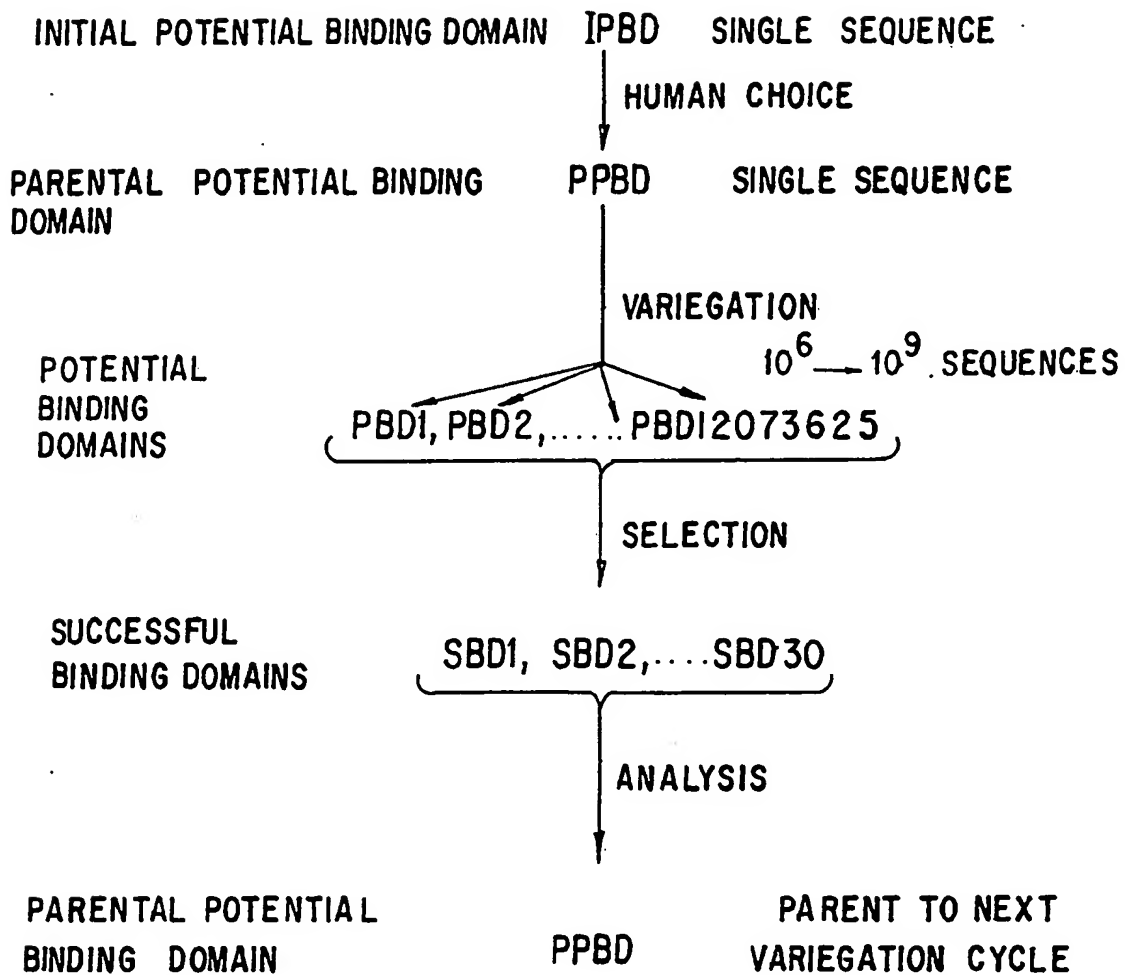 INITIAL POTENTIAL BINDING DOMAIN IPBD SINGLE SEQUENCE
HUMAN CHOICE
PARENTAL POTENTIAL BINDING DOMAIN PPBD SINGLE SEQUENCE
VARIEGATION
10^6 → 10^9 SEQUENCES
POTENTIAL
BINDING
DOMAINS
PBD1, PBD2, ...... PBD12073625
SELECTION
SUCCESSFUL
BINDING DOMAINS
SBD1, SBD2, .... SBD30
ANALYSIS
PARENTAL POTENTIAL
BINDING DOMAIN
PPBD
PARENT TO NEXT
VARIEGATION CYCLE